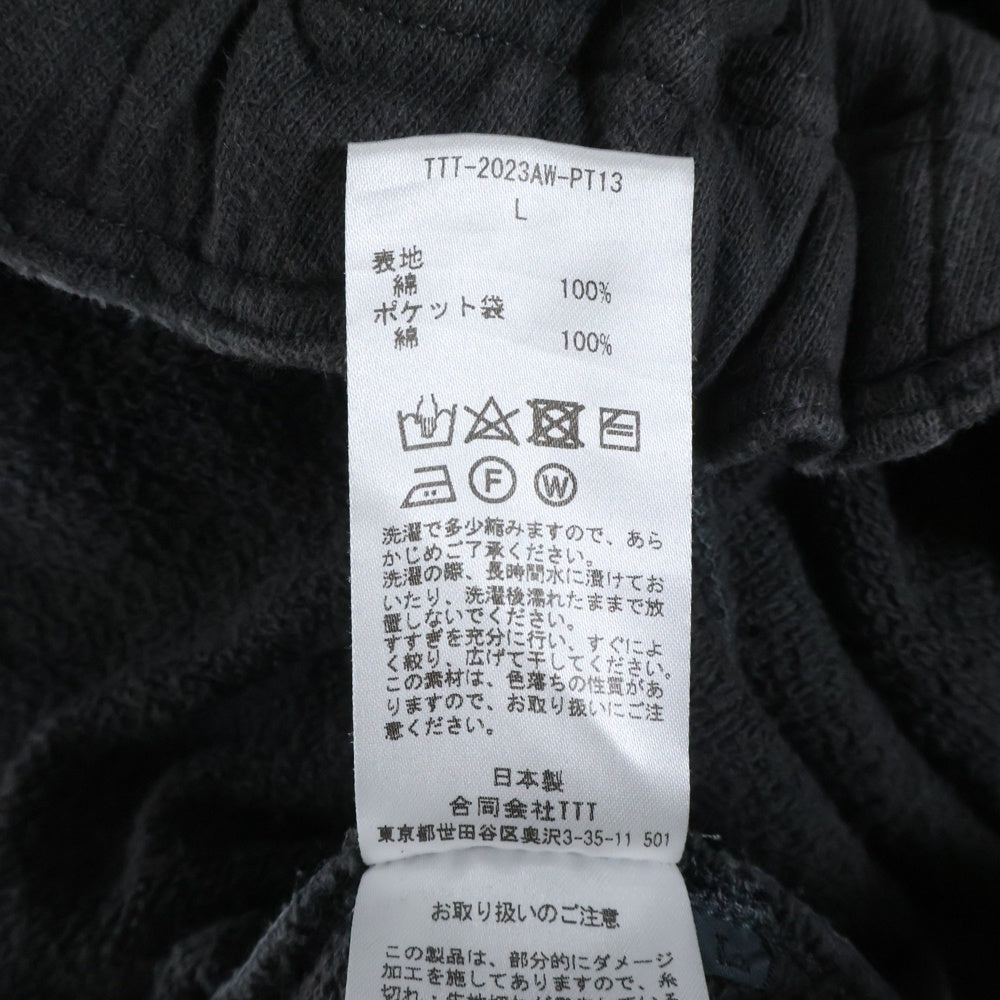 TTT-2023AW-PT13
L
表地
綿 100%
ポケット袋
綿 100%
F W
洗濯で多少縮みますので、あら
かじめご了承ください。
洗濯の際、長時間水に漬けてお
いたり、洗濯後濡れたままで放
置しないでください。
すすぎを充分に行い、すぐによ
く絞り、広げて干してください。
この素材は、色落ちの性質があ
りますので、お取り扱いにご注
意ください。
日本製
合同会社TTT
東京都世田谷区奥沢3-35-11 501
お取り扱いのご注意
この製品は、部分的にダメージ
加工を施してありますので、糸